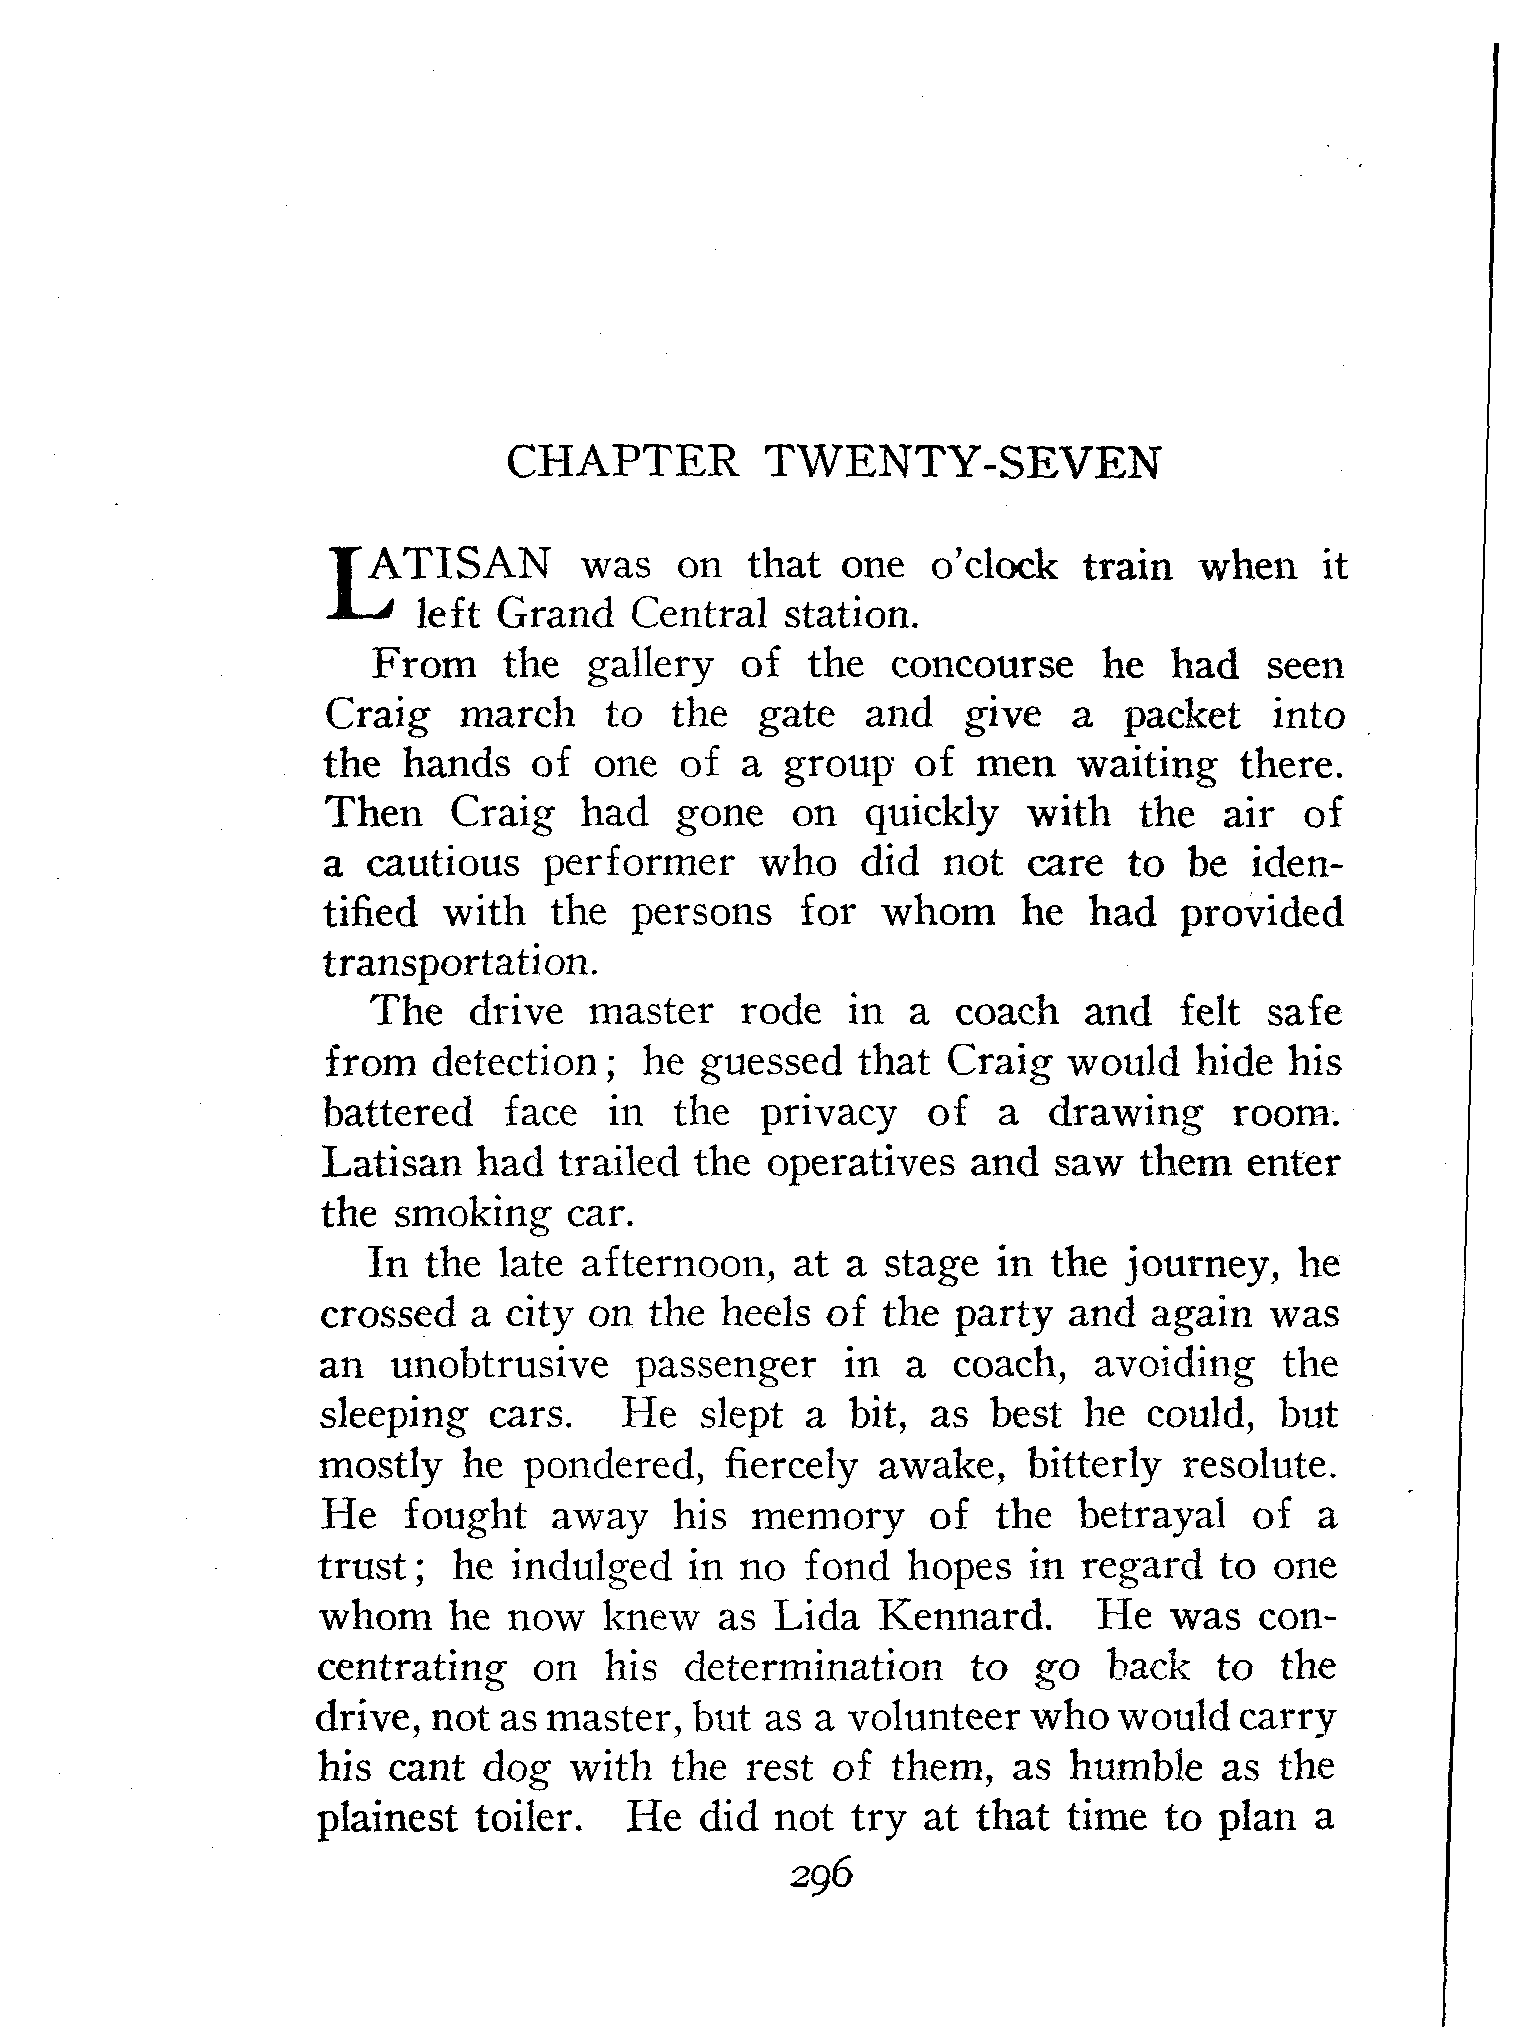 CHAPTER TWENTY-SEVEN
LATISAN was on that one o'clock train when it
left Grand Central station.
From the gallery of the concourse he had seen
Craig march to the gate and give a packet into
the hands of one of a group of men waiting there.
Then Craig had gone on quickly with the air of
a cautious performer who did not care to be iden-
tified with the persons for whom he had provided
transportation.
The drive master rode in a coach and felt safe
from detection; he guessed that Craig would hide his
battered face in the privacy of a drawing room.
Latisan had trailed the operatives and saw them enter
the smoking car.
In the late afternoon, at a stage in the journey, he
crossed a city on the heels of the party and again was
an unobtrusive passenger in a coach, avoiding the
sleeping cars. He slept a bit, as best he could, but
mostly he pondered, fiercely awake, bitterly resolute.
He fought away his memory of the betrayal of a
trust; he indulged in no fond hopes in regard to one
whom he now knew as Lida Kennard. He was con-
centrating on his determination to go back to the
drive, not as master, but as a volunteer who would carry
his cant dog with the rest of them, as humble as the
plainest toiler. He did not try at that time to plan a
296